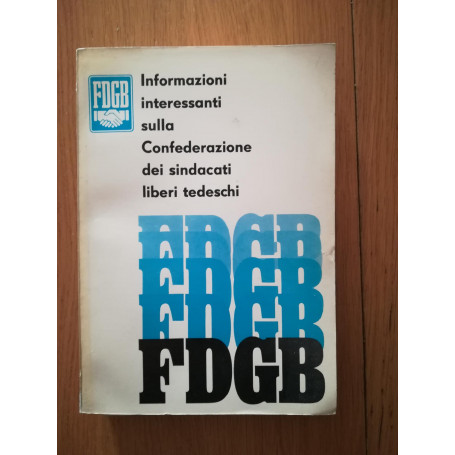 FDGB
Informazioni
interessanti
sulla
Confederazione
dei sindacati
liberi tedeschi
FDGB
FDGB
FDGB
FDGB